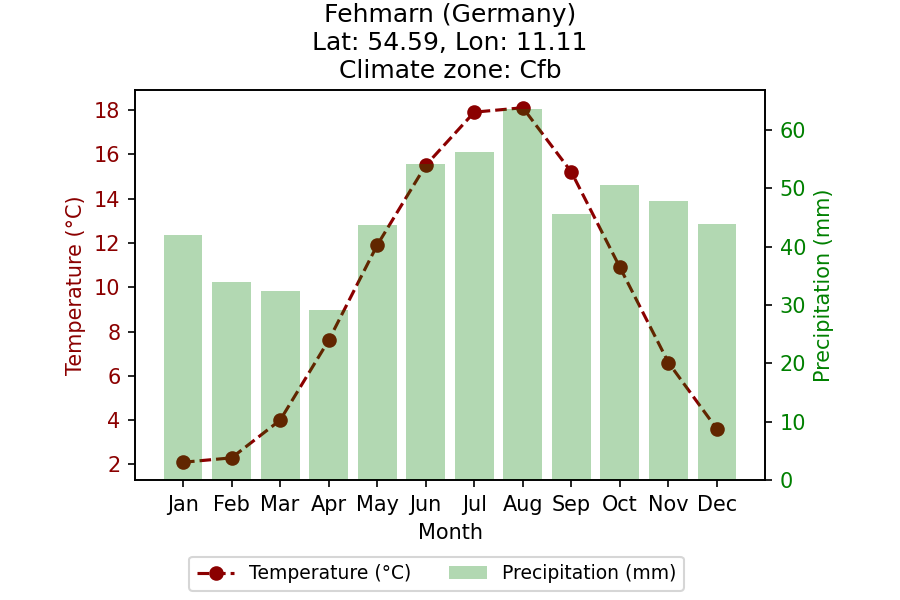 Fehmarn (Germany)
Lat: 54.59, Lon: 11.11
Climate zone: Cfb
18
16
14
12
10
8
6
4
2
Temperature (°C)
60
50
40
30
20
10
0
Precipitation (mm)
Jan Feb Mar Apr May Jun Jul Aug Sep Oct Nov Dec
Month
Temperature (°C) Precipitation (mm)